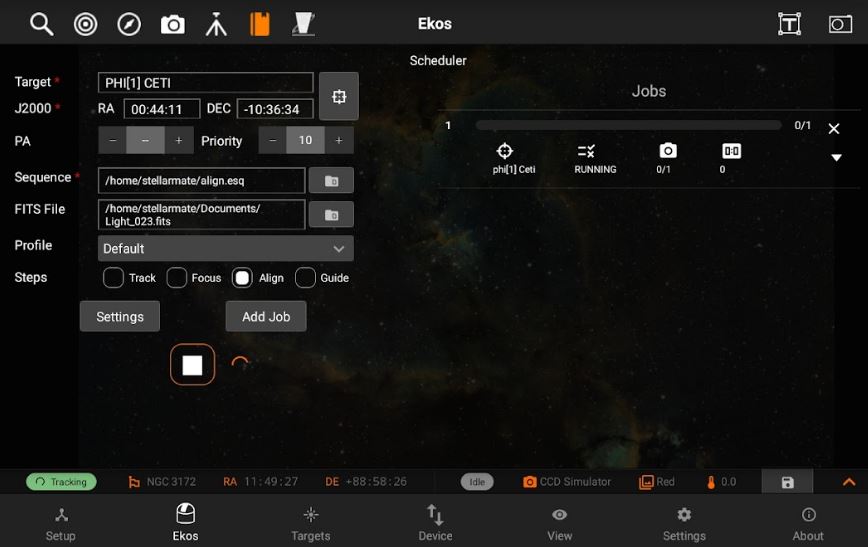 Ekos
T
Scheduler
Target * PHI[1] CETI
J2000 * RA 00:44:11 DEC -10:36:34
PA – -- + Priority – 10 +
Sequence * /home/stellarmate/align.esq
FITS File /home/stellarmate/Documents/
Light_023.fits
Profile Default
Steps Track Focus Align Guide
Settings Add Job
Jobs
1 0/1
phi[1] Ceti RUNNING 0/1 0
Tracking NGC 3172 RA 11:49:27 DE +88:58:26 Idle CCD Simulator Red 0.0
Setup Ekos Targets Device View Settings About